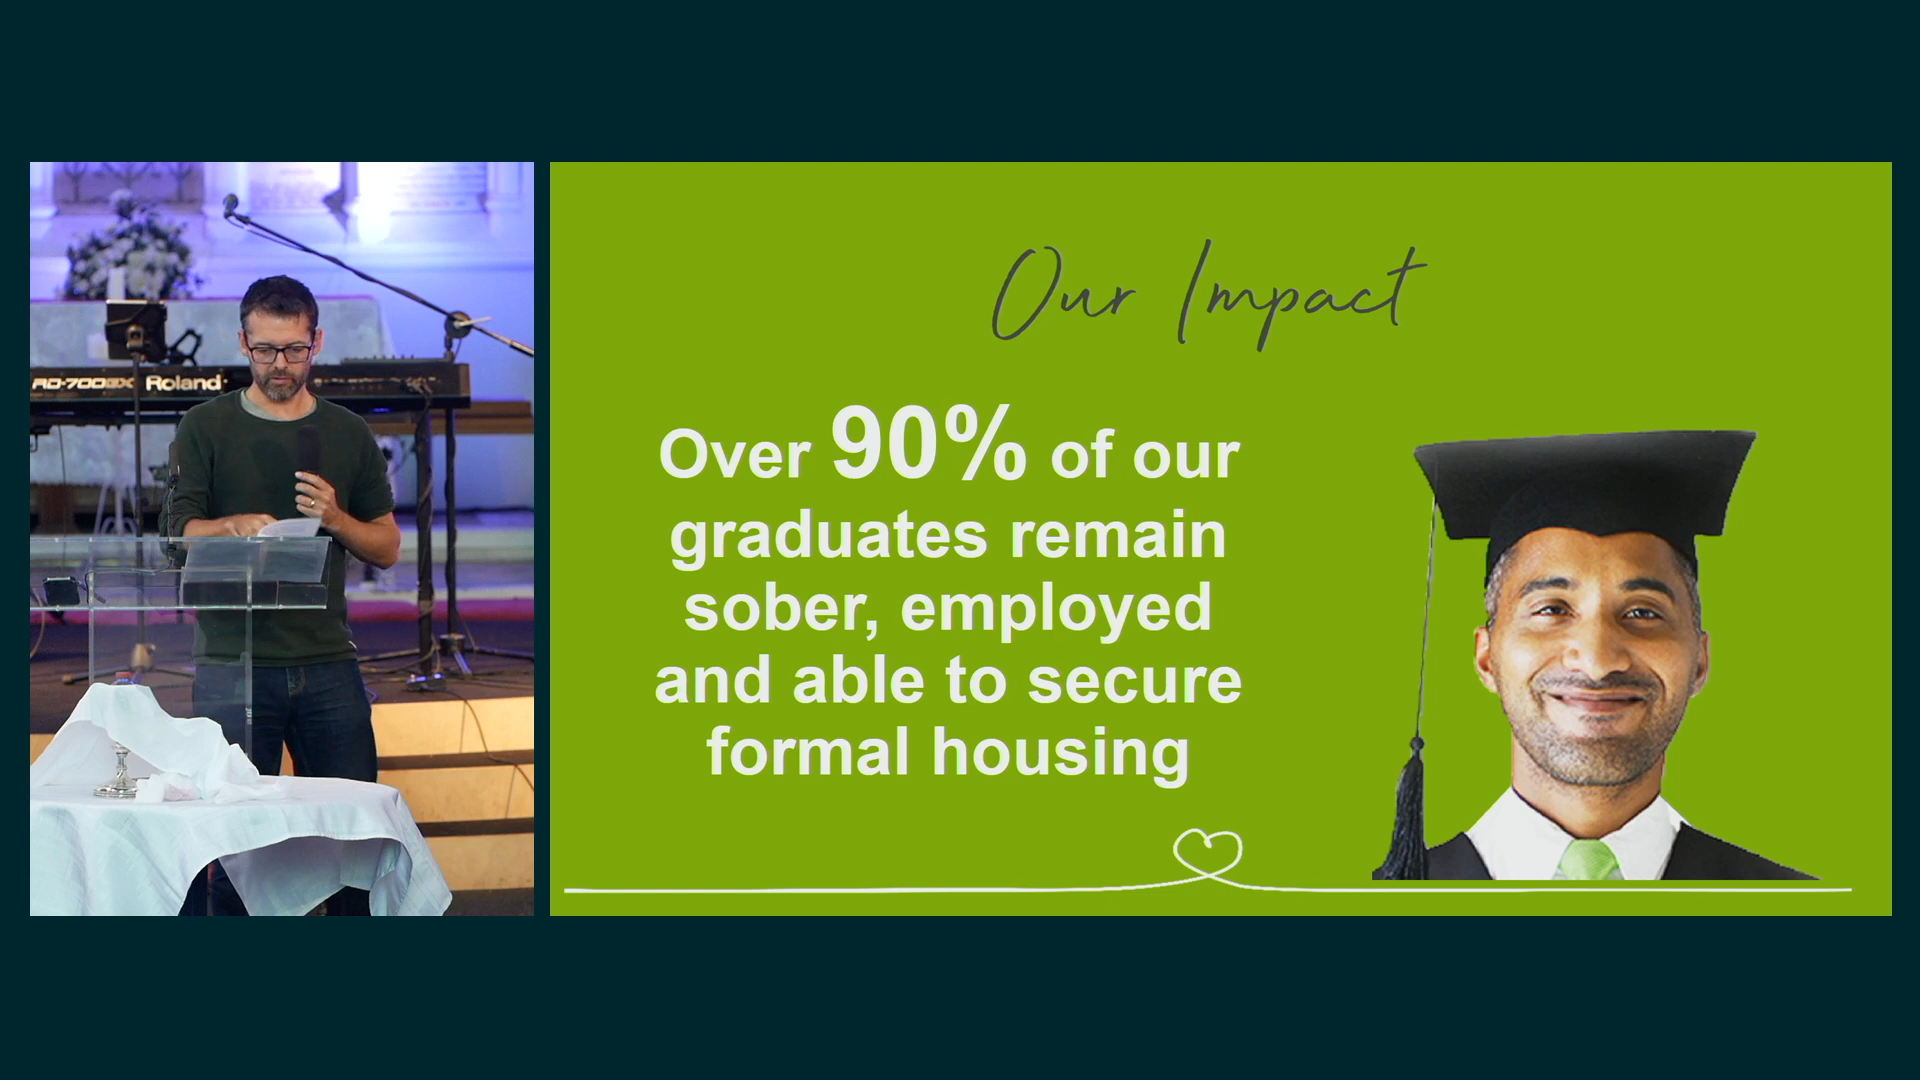 RD-700GX Roland
Our Impact
Over 90% of our
graduates remain
sober, employed
and able to secure
formal housing